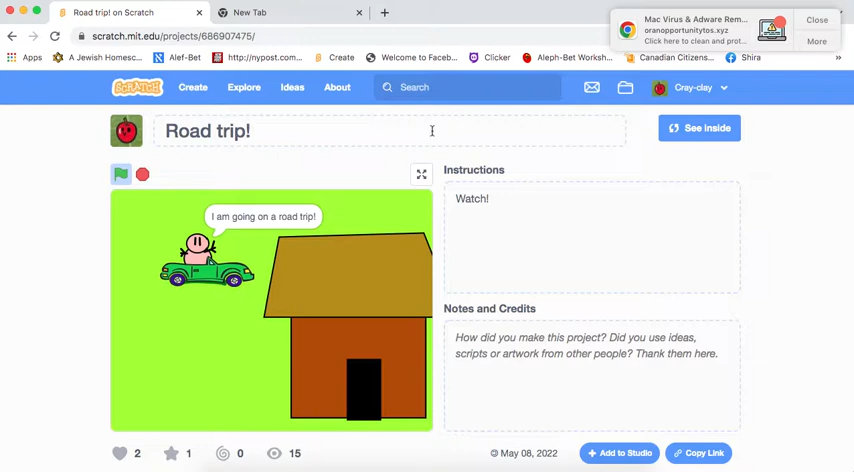 Road trip! on Scratch
New Tab
scratch.mit.edu/projects/686907475/
Mac Virus & Adware Rem...
oranopportunitytos.xyz
Click here to clean and prot...
Close
More
Apps
A Jewish Homesc...
Alef-Bet
http://nypost.com...
Create
Welcome to Faceb...
Clicker
Aleph-Bet Worksh...
Canadian Citizens...
Shira
SCRATCH
Create
Explore
Ideas
About
Search
Cray-clay
Road trip!
See inside
Instructions
Watch!
I am going on a road trip!
Notes and Credits
How did you make this project? Did you use ideas,
scripts or artwork from other people? Thank them here.
2
1
0
15
May 08, 2022
Add to Studio
Copy Link